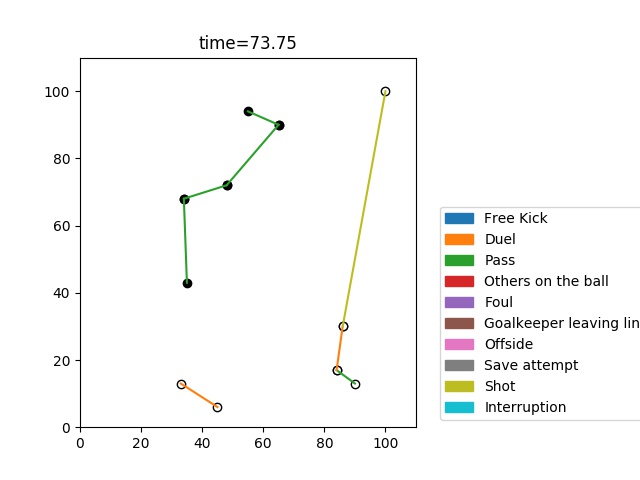 time=73.75
100
80
60
40
20
0
0 20 40 60 80 100
Free Kick
Duel
Pass
Others on the ball
Foul
Goalkeeper leaving lin
Offside
Save attempt
Shot
Interruption